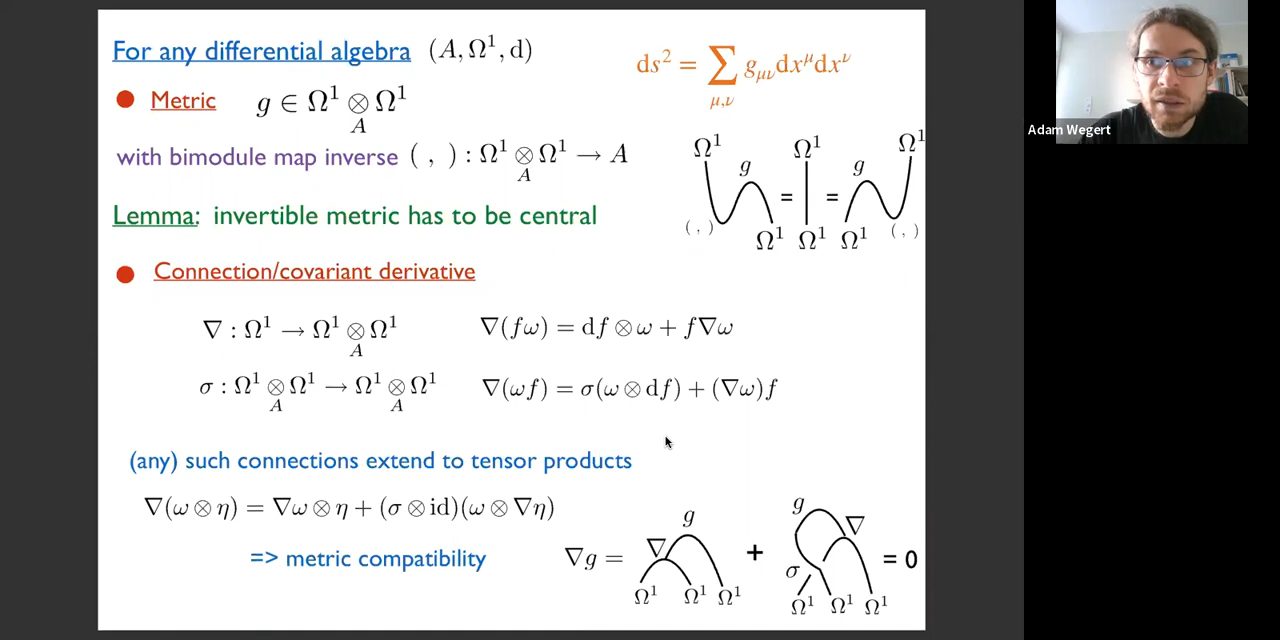 For any differential algebra (A, Ω¹, d)
ds² = ∑_{μ,ν} g_{μν}dx^μdx^ν
● Metric g ∈ Ω¹ ⊗_A Ω¹
with bimodule map inverse ( , ) : Ω¹ ⊗_A Ω¹ → A
Ω¹ g Ω¹ g Ω¹
= =
( , ) Ω¹ Ω¹ Ω¹ ( , )
Lemma: invertible metric has to be central
● Connection/covariant derivative
∇ : Ω¹ → Ω¹ ⊗_A Ω¹ ∇(fω) = df ⊗ ω + f∇ω
σ : Ω¹ ⊗_A Ω¹ → Ω¹ ⊗_A Ω¹ ∇(ωf) = σ(ω ⊗ df) + (∇ω)f
(any) such connections extend to tensor products
∇(ω ⊗ η) = ∇ω ⊗ η + (σ ⊗ id)(ω ⊗ ∇η)
g g
∇ ∇
=> metric compatibility ∇g = + σ = 0
Ω¹ Ω¹ Ω¹ Ω¹ Ω¹ Ω¹
Adam Wegert